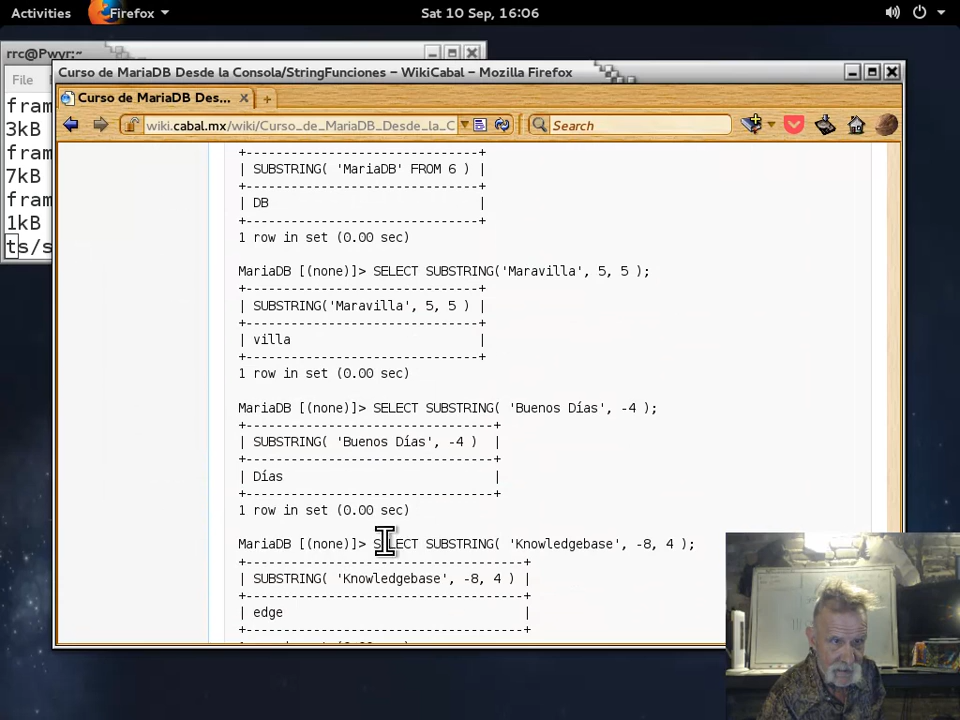 Activities Firefox Sat 10 Sep, 16:06
rrc@Pwyr:~
File
fram
3kB
fram
7kB
fram
1kB
ts/s
Curso de MariaDB Desde la Consola/StringFunciones – WikiCabal – Mozilla Firefox
Curso de MariaDB Des...
wiki.cabal.mx/wiki/Curso_de_MariaDB_Desde_la_C
Search
+-------------------------------+
| SUBSTRING( 'MariaDB' FROM 6 ) |
+-------------------------------+
| DB |
+-------------------------------+
1 row in set (0.00 sec)
MariaDB [(none)]> SELECT SUBSTRING('Maravilla', 5, 5 );
+-------------------------------+
| SUBSTRING('Maravilla', 5, 5 ) |
+-------------------------------+
| villa |
+-------------------------------+
1 row in set (0.00 sec)
MariaDB [(none)]> SELECT SUBSTRING( 'Buenos Días', -4 );
+---------------------------------+
| SUBSTRING( 'Buenos Días', -4 ) |
+---------------------------------+
| Días |
+---------------------------------+
1 row in set (0.00 sec)
MariaDB [(none)]> SELECT SUBSTRING( 'Knowledgebase', -8, 4 );
+-------------------------------------+
| SUBSTRING( 'Knowledgebase', -8, 4 ) |
+-------------------------------------+
| edge |
+-------------------------------------+